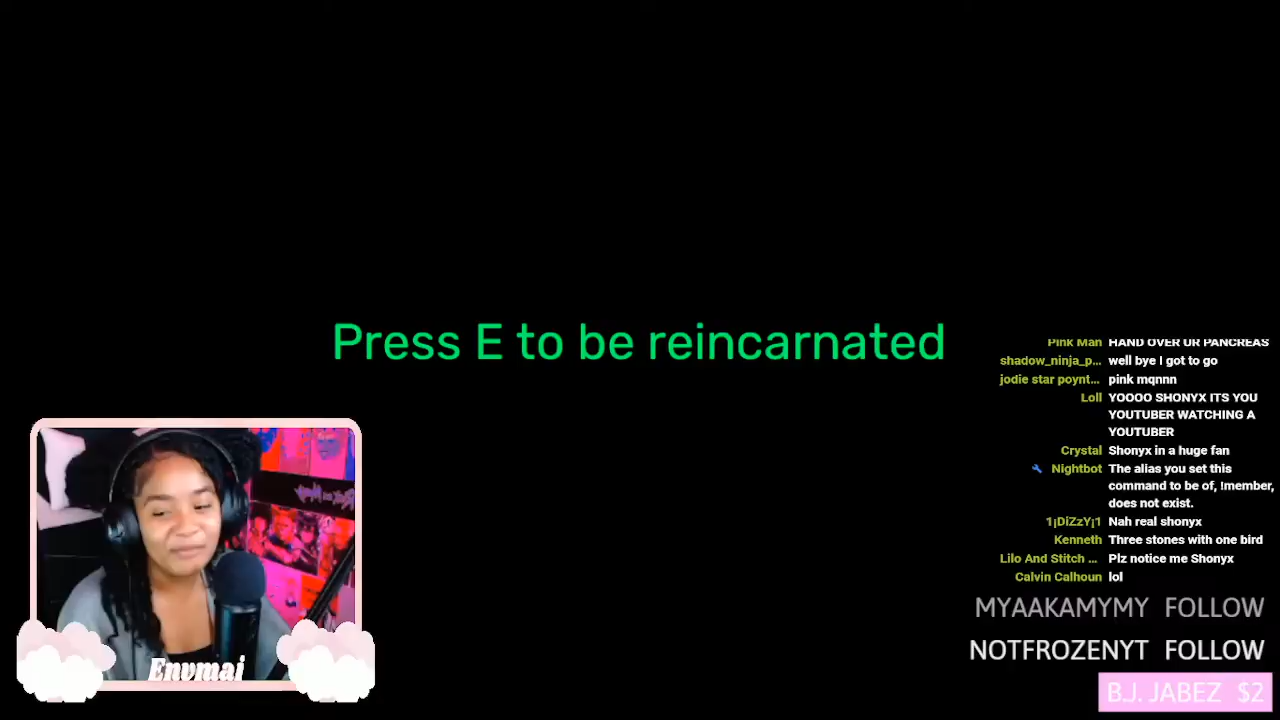 Press E to be reincarnated
Pink Man HAND OVER UR PANCREAS
shadow_ninja_p... well bye I got to go
jodie star poynt... pink mqnnn
Loll YOOOO SHONYX ITS YOU
YOUTUBER WATCHING A
YOUTUBER
Crystal Shonyx in a huge fan
Nightbot The alias you set this
command to be of, !member,
does not exist.
1¡DiZzY¡1 Nah real shonyx
Kenneth Three stones with one bird
Lilo And Stitch ... Plz notice me Shonyx
Calvin Calhoun lol
MYAAKAMYMY FOLLOW
NOTFROZENYT FOLLOW
B.J. JABEZ $2
Envmai